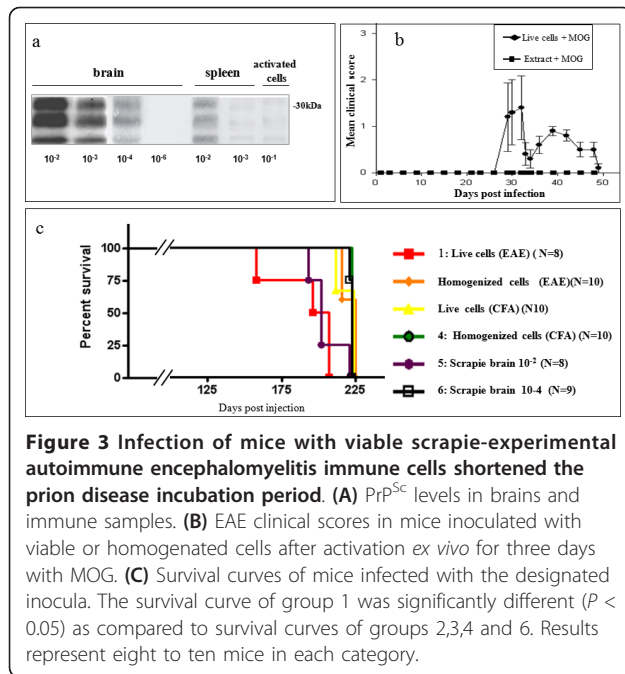 a
brain
spleen
activated
cells
-30kDa
10-2
10-3
10-4
10-6
10-2
10-3
10-1
b
Live cells + MOG
Extract + MOG
Mean clinical score
3
2
1
0
0 10 20 30 40 50
Days post infection
c
Percent survival
100
75
50
25
0
125 175 225
Days post injection
1: Live cells (EAE) ( N=8)
Homogenized cells (EAE)(N=10)
Live cells (CFA) (N10)
4: Homogenized cells (CFA) (N=10)
5: Scrapie brain 10-2 (N=8)
6: Scrapie brain 10-4 (N=9)
Figure 3 Infection of mice with viable scrapie-experimental
autoimmune encephalomyelitis immune cells shortened the
prion disease incubation period. (A) PrPSc levels in brains and
immune samples. (B) EAE clinical scores in mice inoculated with
viable or homogenated cells after activation ex vivo for three days
with MOG. (C) Survival curves of mice infected with the designated
inocula. The survival curve of group 1 was significantly different (P <
0.05) as compared to survival curves of groups 2,3,4 and 6. Results
represent eight to ten mice in each category.